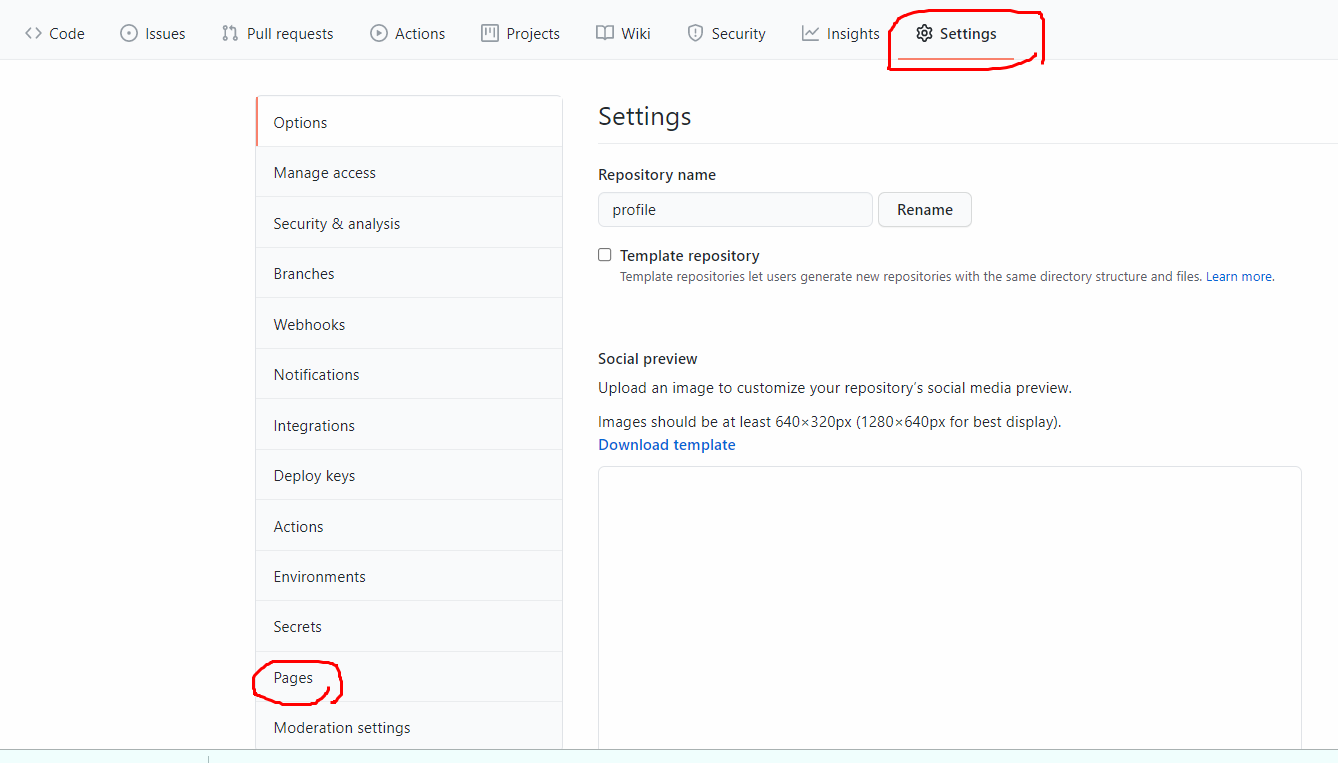 Code Issues Pull requests Actions Projects Wiki Security Insights Settings
Options
Manage access
Security & analysis
Branches
Webhooks
Notifications
Integrations
Deploy keys
Actions
Environments
Secrets
Pages
Moderation settings
Settings
Repository name
profile Rename
Template repository
Template repositories let users generate new repositories with the same directory structure and files. Learn more.
Social preview
Upload an image to customize your repository’s social media preview.
Images should be at least 640×320px (1280×640px for best display).
Download template